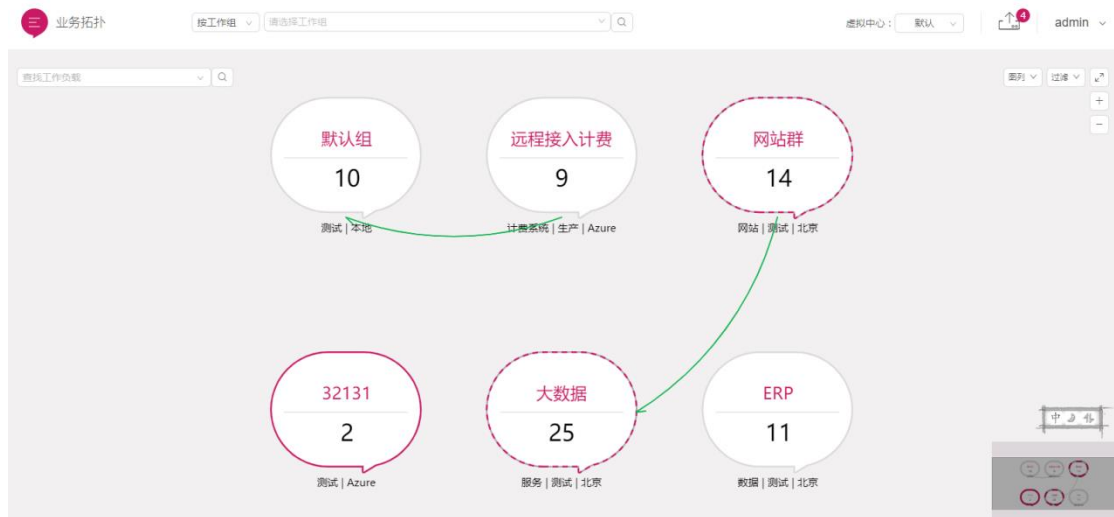 业务拓扑
按工作组
请选择工作组
虚拟中心：
默认
4
admin
查找工作负载
图列
过滤
默认组
10
测试 | 本地
远程接入计费
9
计费系统 | 生产 | Azure
网站群
14
网站 | 测试 | 北京
32131
2
测试 | Azure
大数据
25
服务 | 测试 | 北京
ERP
11
数据 | 测试 | 北京
中